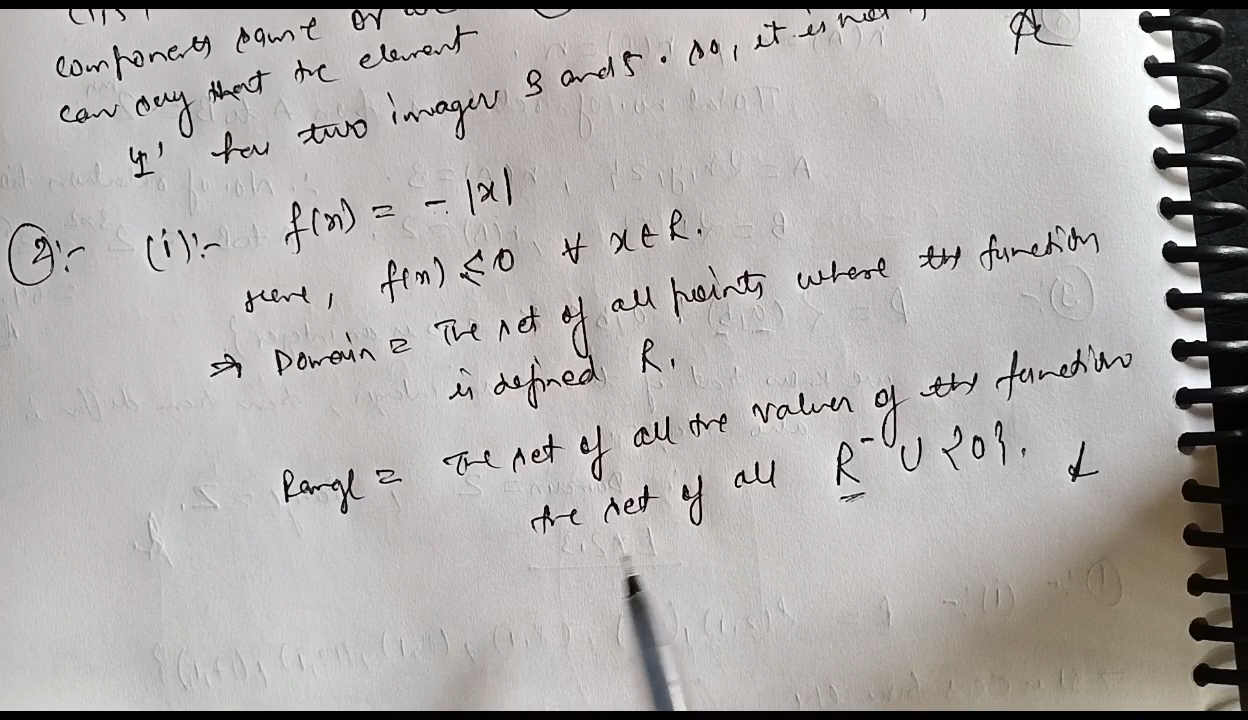 components same or
can say that the element
'1' has two images 3 and 5. so, it is not
2:- (i):- f(x) = - |x|
Here, f(x) ≤ 0 ∀ x ∈ R.
⇒ Domain = The set of all points where the function
is defined R.
Range = The set of all the values of the function
the set of all R⁻ ∪ {0}.